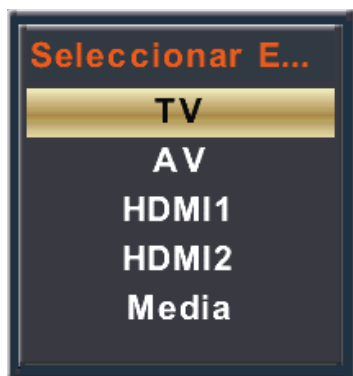 Seleccionar E...
TV
AV
HDMI1
HDMI2
Media